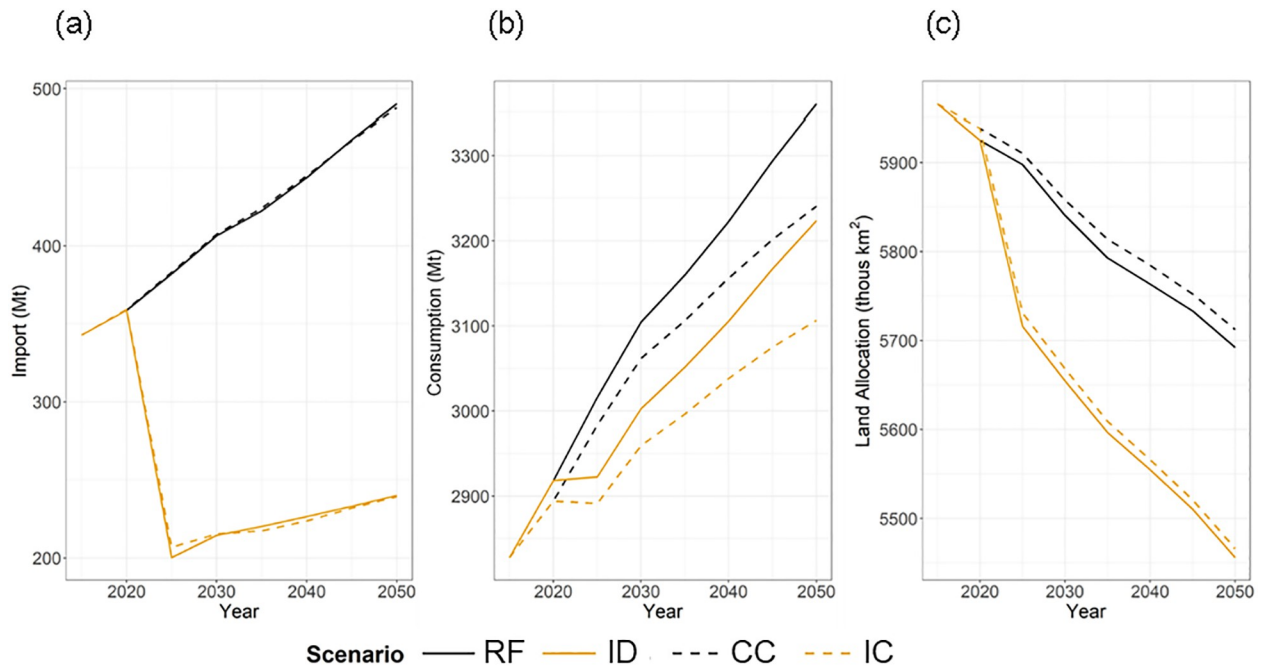 (a)
(b)
(c)
500
400
300
200
Import (Mt)
2020 2030 2040 2050
Year
3300
3200
3100
3000
2900
Consumption (Mt)
2020 2030 2040 2050
Year
5900
5800
5700
5600
5500
Land Allocation (thous km²)
2020 2030 2040 2050
Year
Scenario RF ID CC IC